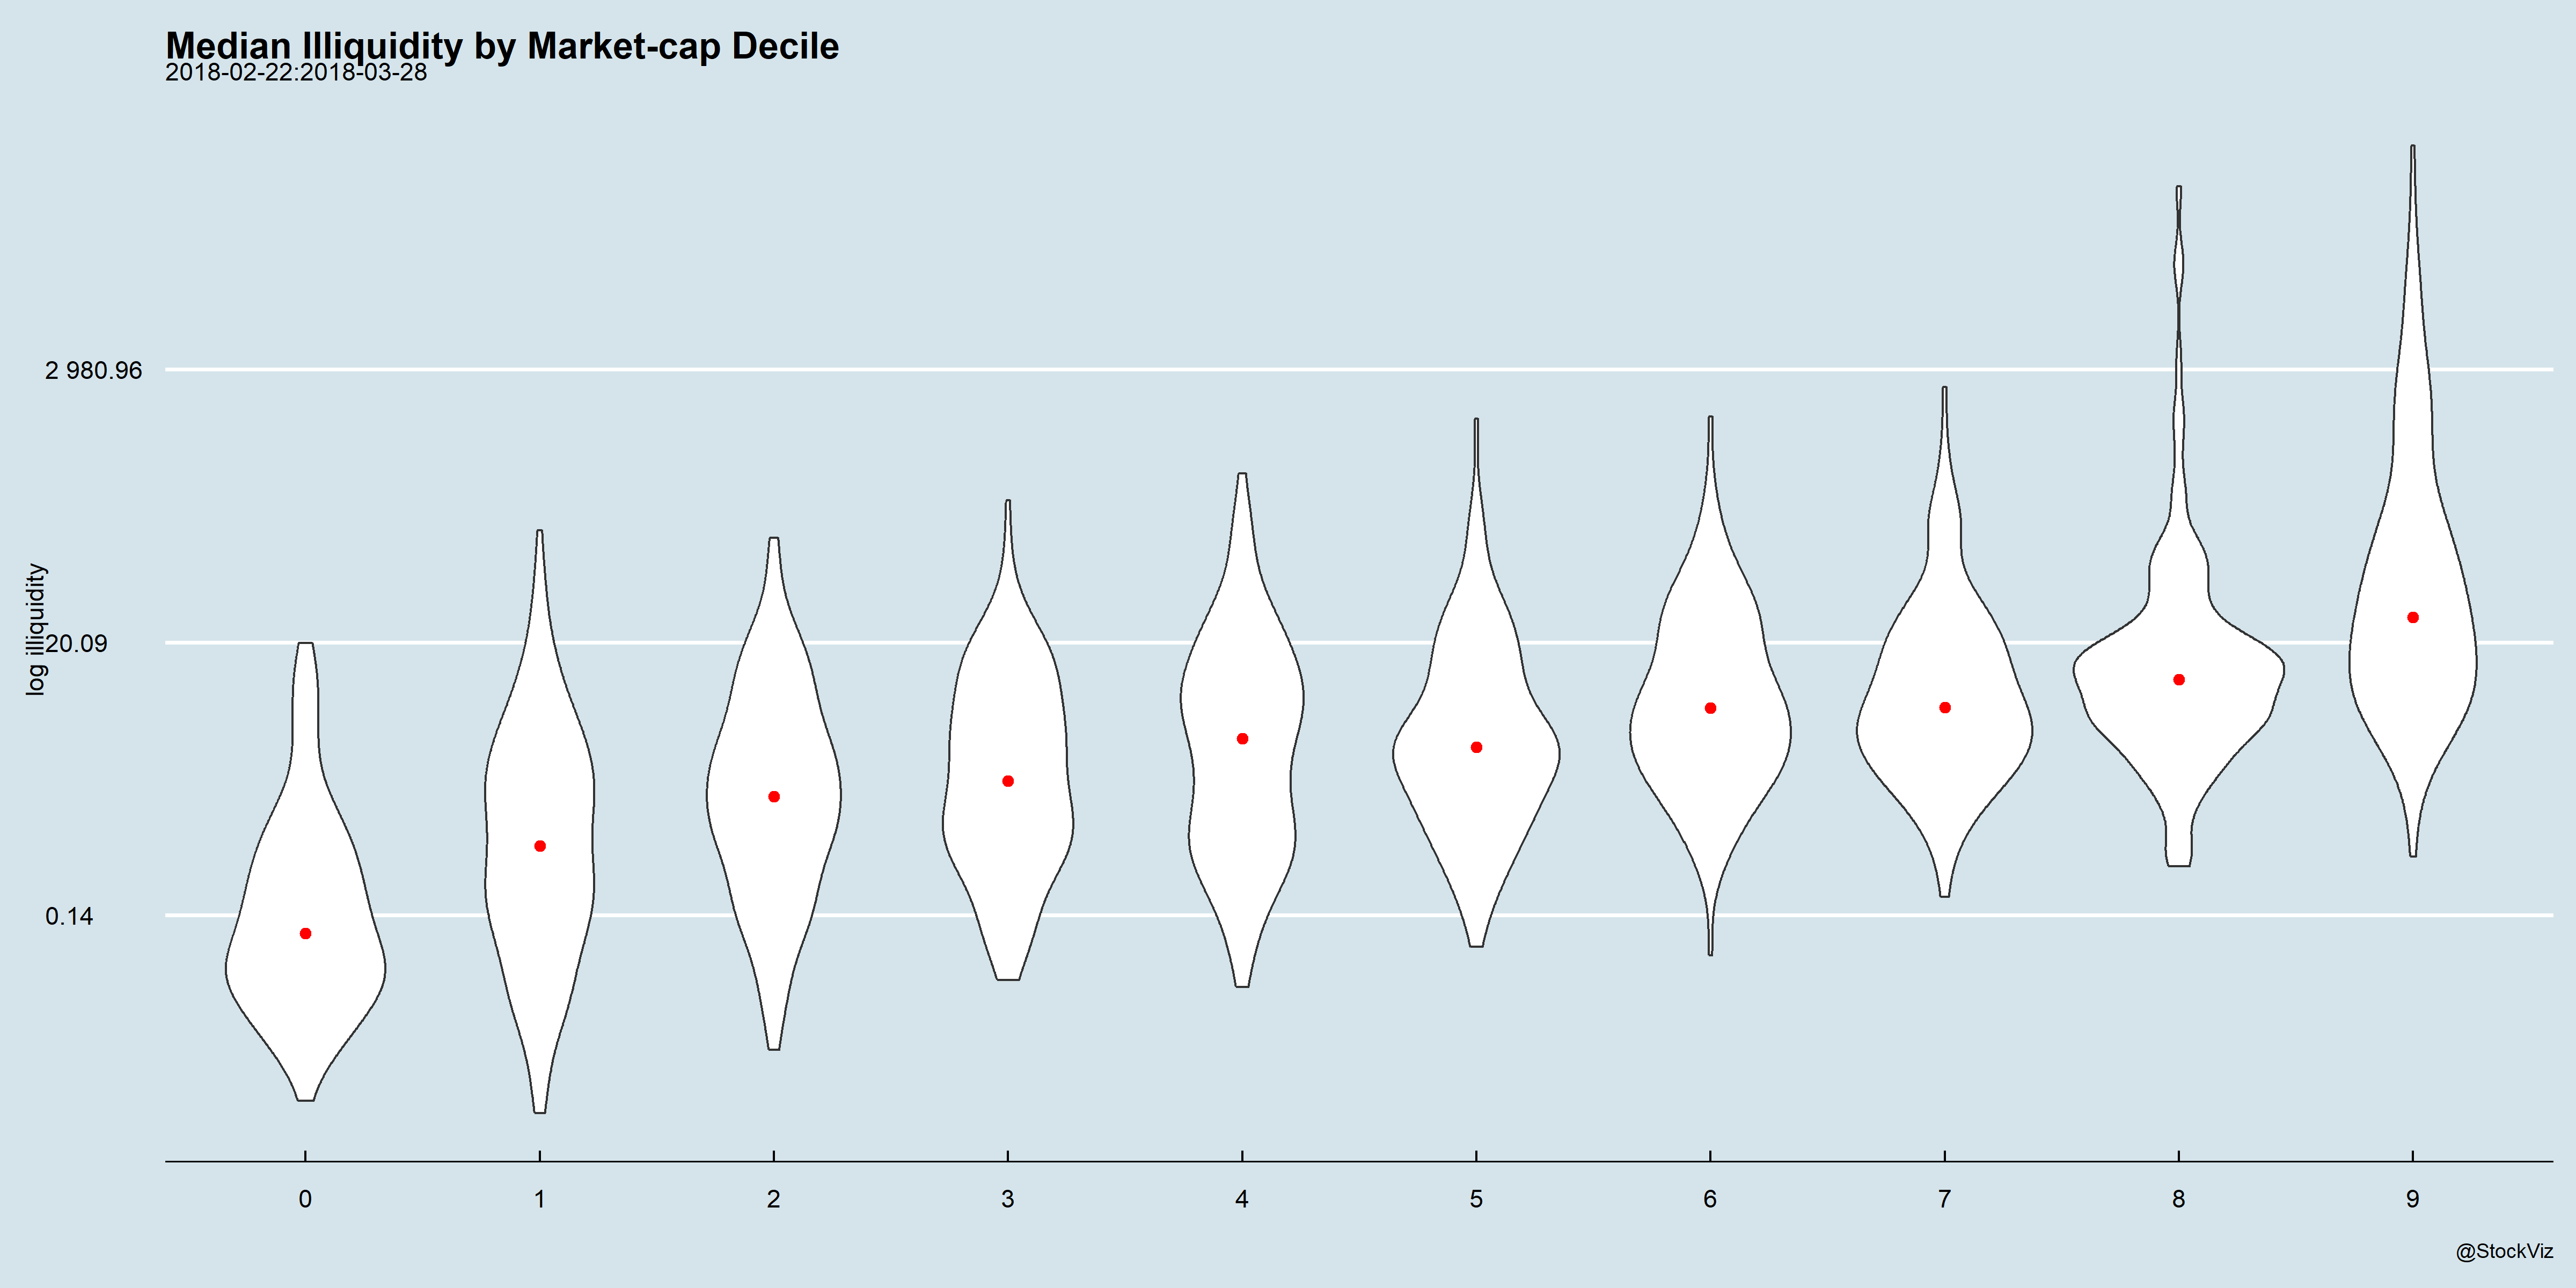 Median Illiquidity by Market-cap Decile
2018-02-22:2018-03-28
log illiquidity
2 980.96
20.09
0.14
0 1 2 3 4 5 6 7 8 9
@StockViz